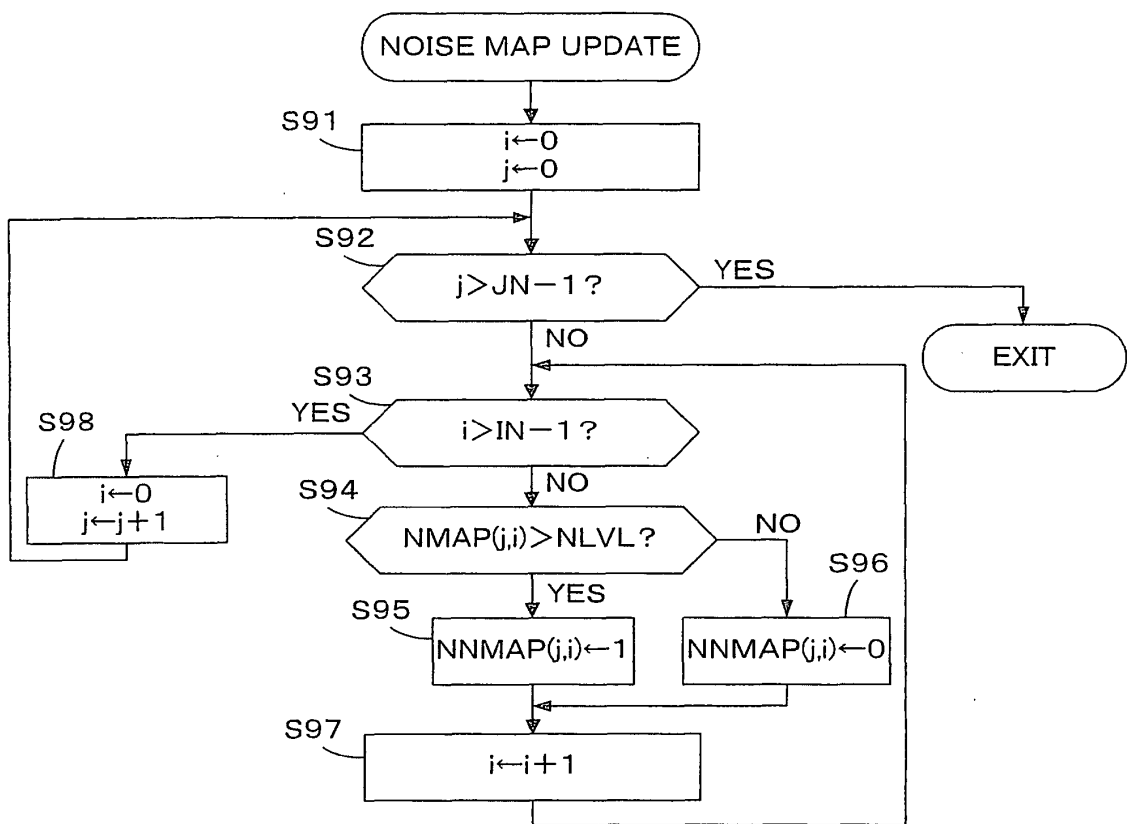 NOISE MAP UPDATE
S91
i←0
j←0
S92
j>JN−1?
YES
NO
EXIT
S93
YES
i>IN−1?
S98
i←0
j←j+1
NO
S94
NMAP(j,i)>NLVL?
NO
YES
S95
S96
NNMAP(j,i)←1
NNMAP(j,i)←0
S97
i←i+1